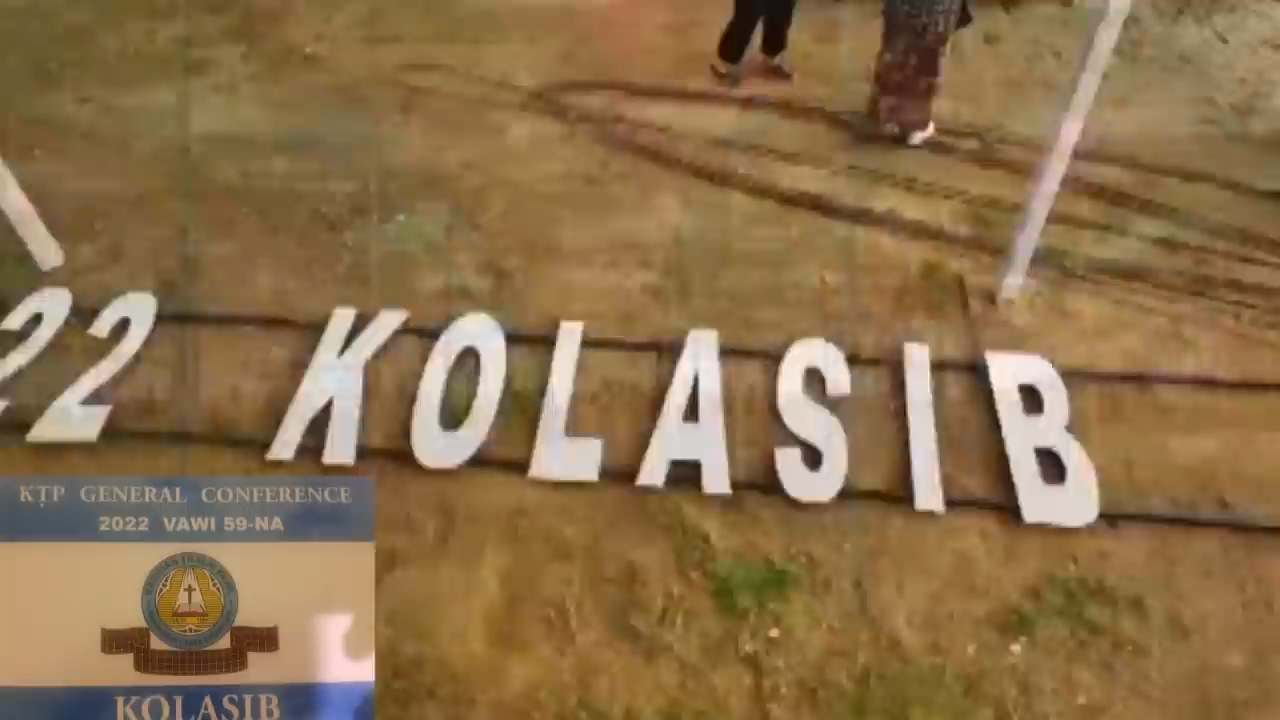 22 KOLASIB
KṬP GENERAL CONFERENCE
2022 VAWI 59-NA
KOLASIB